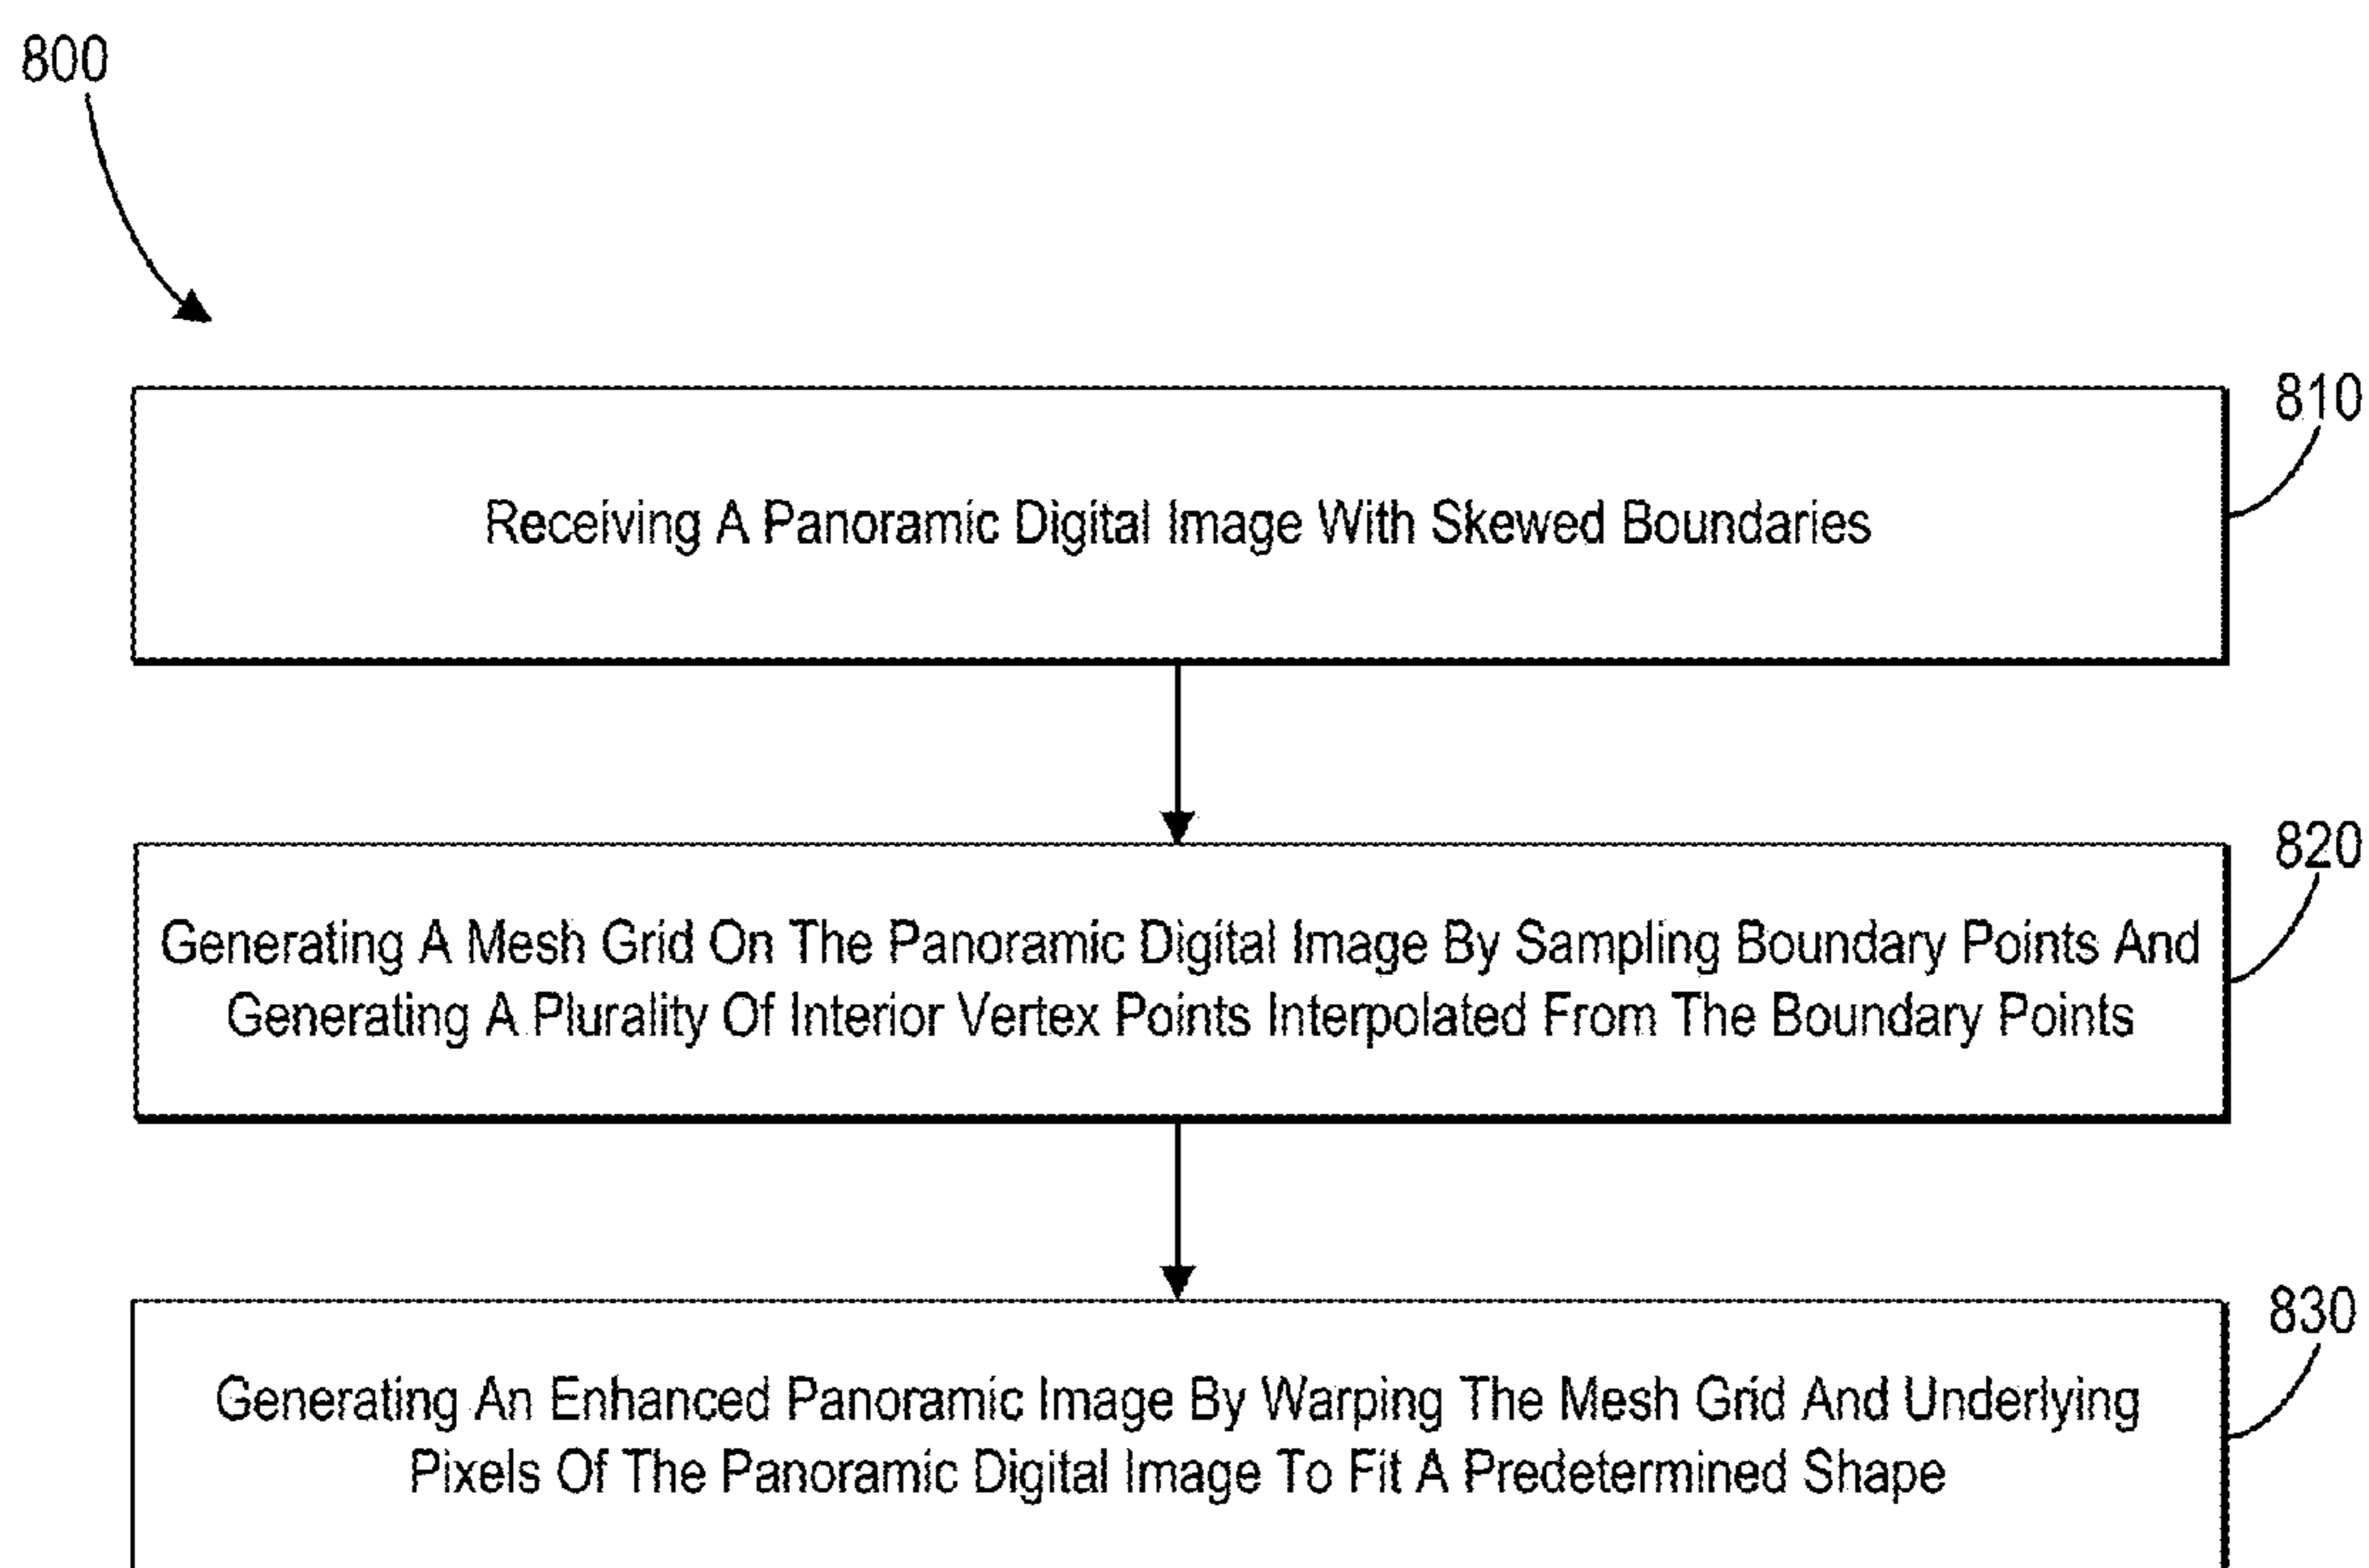 800
810
Receiving A Panoramic Digital Image With Skewed Boundaries
820
Generating A Mesh Grid On The Panoramic Digital Image By Sampling Boundary Points And
Generating A Plurality Of Interior Vertex Points Interpolated From The Boundary Points
830
Generating An Enhanced Panoramic Image By Warping The Mesh Grid And Underlying
Pixels Of The Panoramic Digital Image To Fit A Predetermined Shape